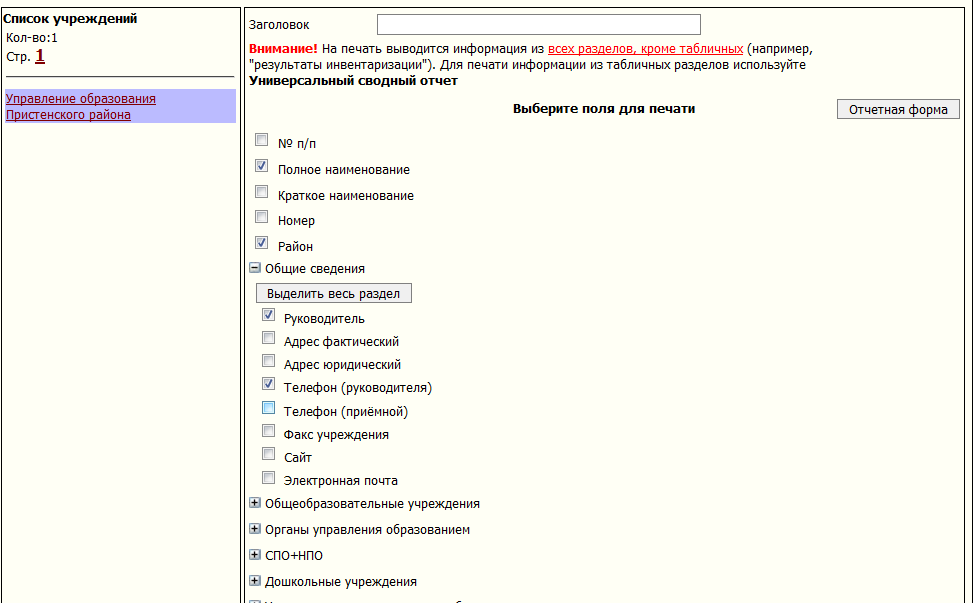 Список учреждений
Кол-во:1
Стр. 1
Управление образования
Пристенского района
Заголовок
Внимание! На печать выводится информация из всех разделов, кроме табличных (например,
"результаты инвентаризации"). Для печати информации из табличных разделов используйте
Универсальный сводный отчет
Выберите поля для печати
Отчетная форма
№ п/п
Полное наименование
Краткое наименование
Номер
Район
Общие сведения
Выделить весь раздел
Руководитель
Адрес фактический
Адрес юридический
Телефон (руководителя)
Телефон (приёмной)
Факс учреждения
Сайт
Электронная почта
Общеобразовательные учреждения
Органы управления образованием
СПО+НПО
Дошкольные учреждения